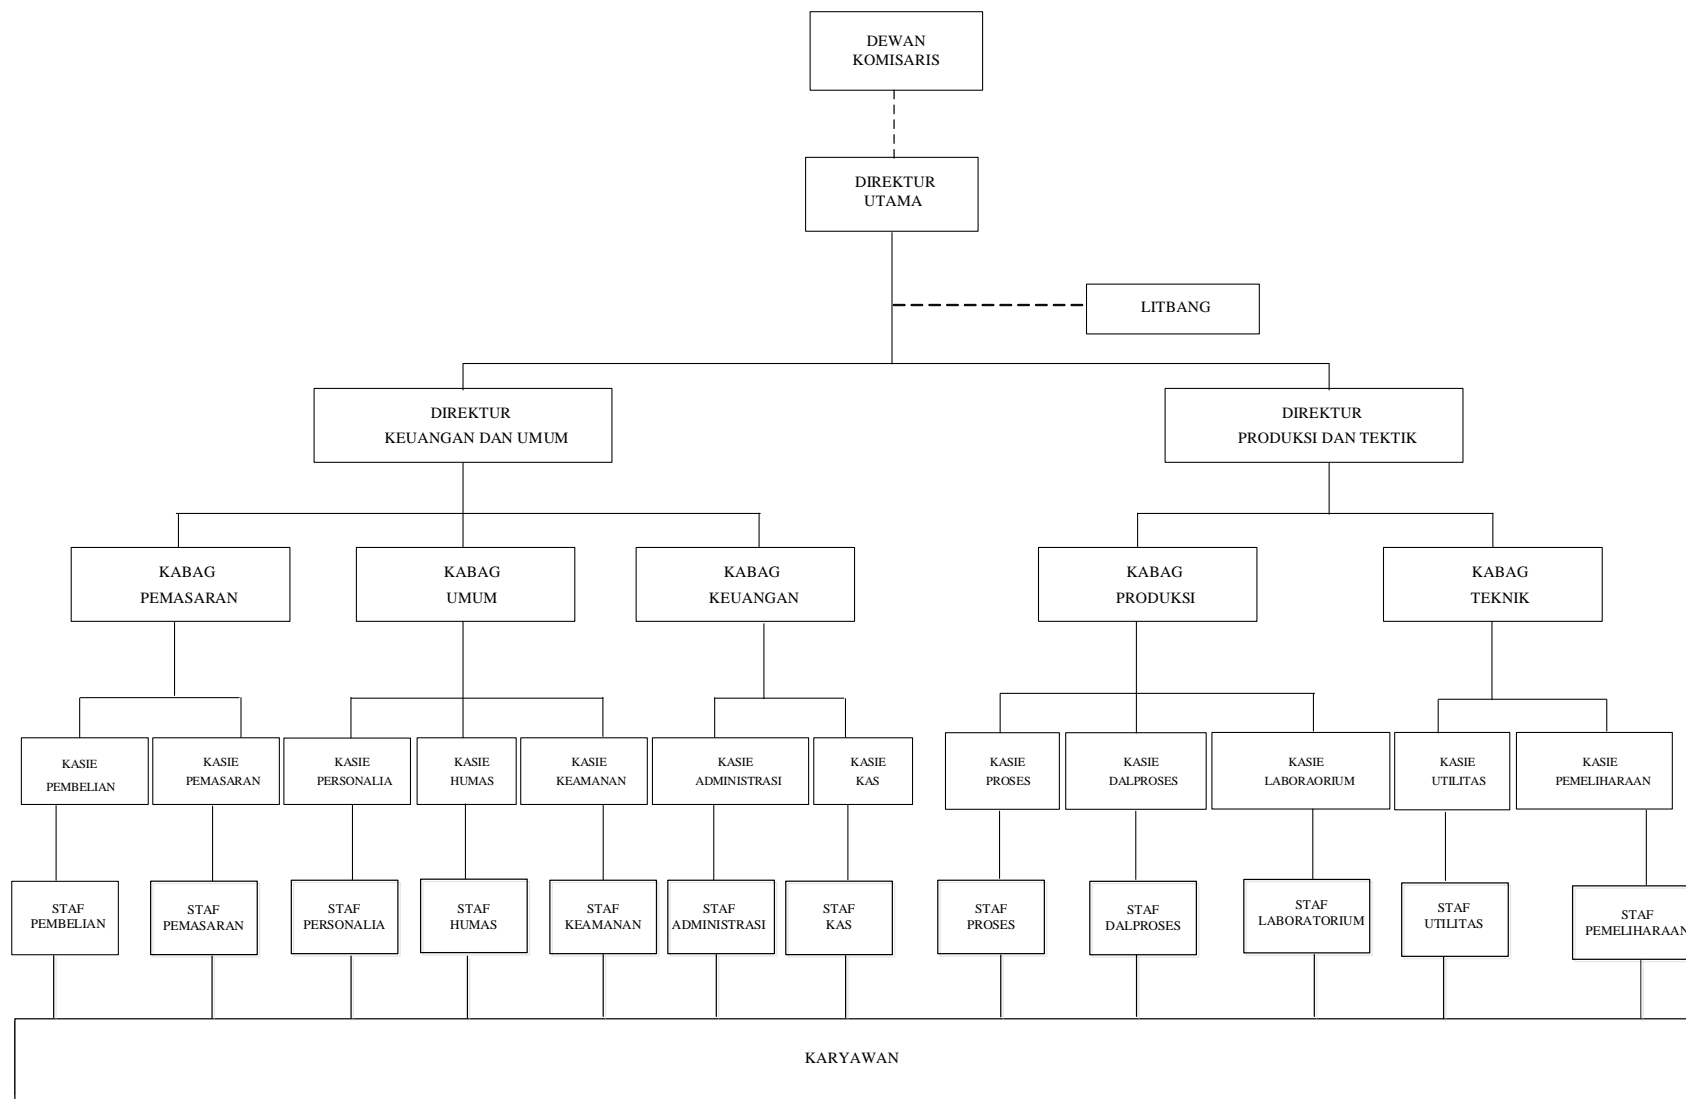 DEWAN
KOMISARIS
DIREKTUR
UTAMA
LITBANG
DIREKTUR
KEUANGAN DAN UMUM
DIREKTUR
PRODUKSI DAN TEKTIK
KABAG
PEMASARAN
KABAG
UMUM
KABAG
KEUANGAN
KABAG
PRODUKSI
KABAG
TEKNIK
KASIE
PEMBELIAN
KASIE
PEMASARAN
KASIE
PERSONALIA
KASIE
HUMAS
KASIE
KEAMANAN
KASIE
ADMINISTRASI
KASIE
KAS
KASIE
PROSES
KASIE
DALPROSES
KASIE
LABORAORIUM
KASIE
UTILITAS
KASIE
PEMELIHARAAN
STAF
PEMBELIAN
STAF
PEMASARAN
STAF
PERSONALIA
STAF
HUMAS
STAF
KEAMANAN
STAF
ADMINISTRASI
STAF
KAS
STAF
PROSES
STAF
DALPROSES
STAF
LABORATORIUM
STAF
UTILITAS
STAF
PEMELIHARAAN
KARYAWAN